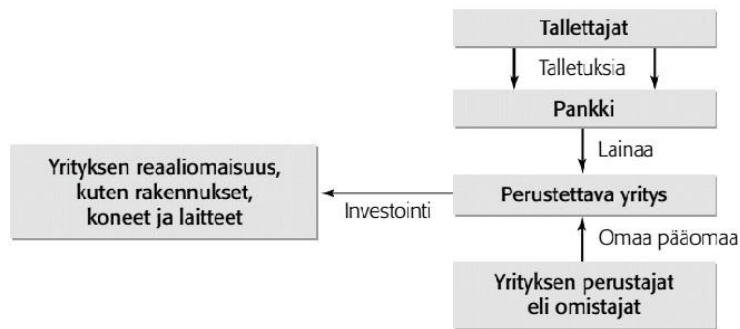 Tallettajat
Talletuksia
Pankki
Lainaa
Yrityksen reaaliomaisuus,
kuten rakennukset,
koneet ja laitteet
Investointi
Perustettava yritys
Omaa pääomaa
Yrityksen perustajat
eli omistajat